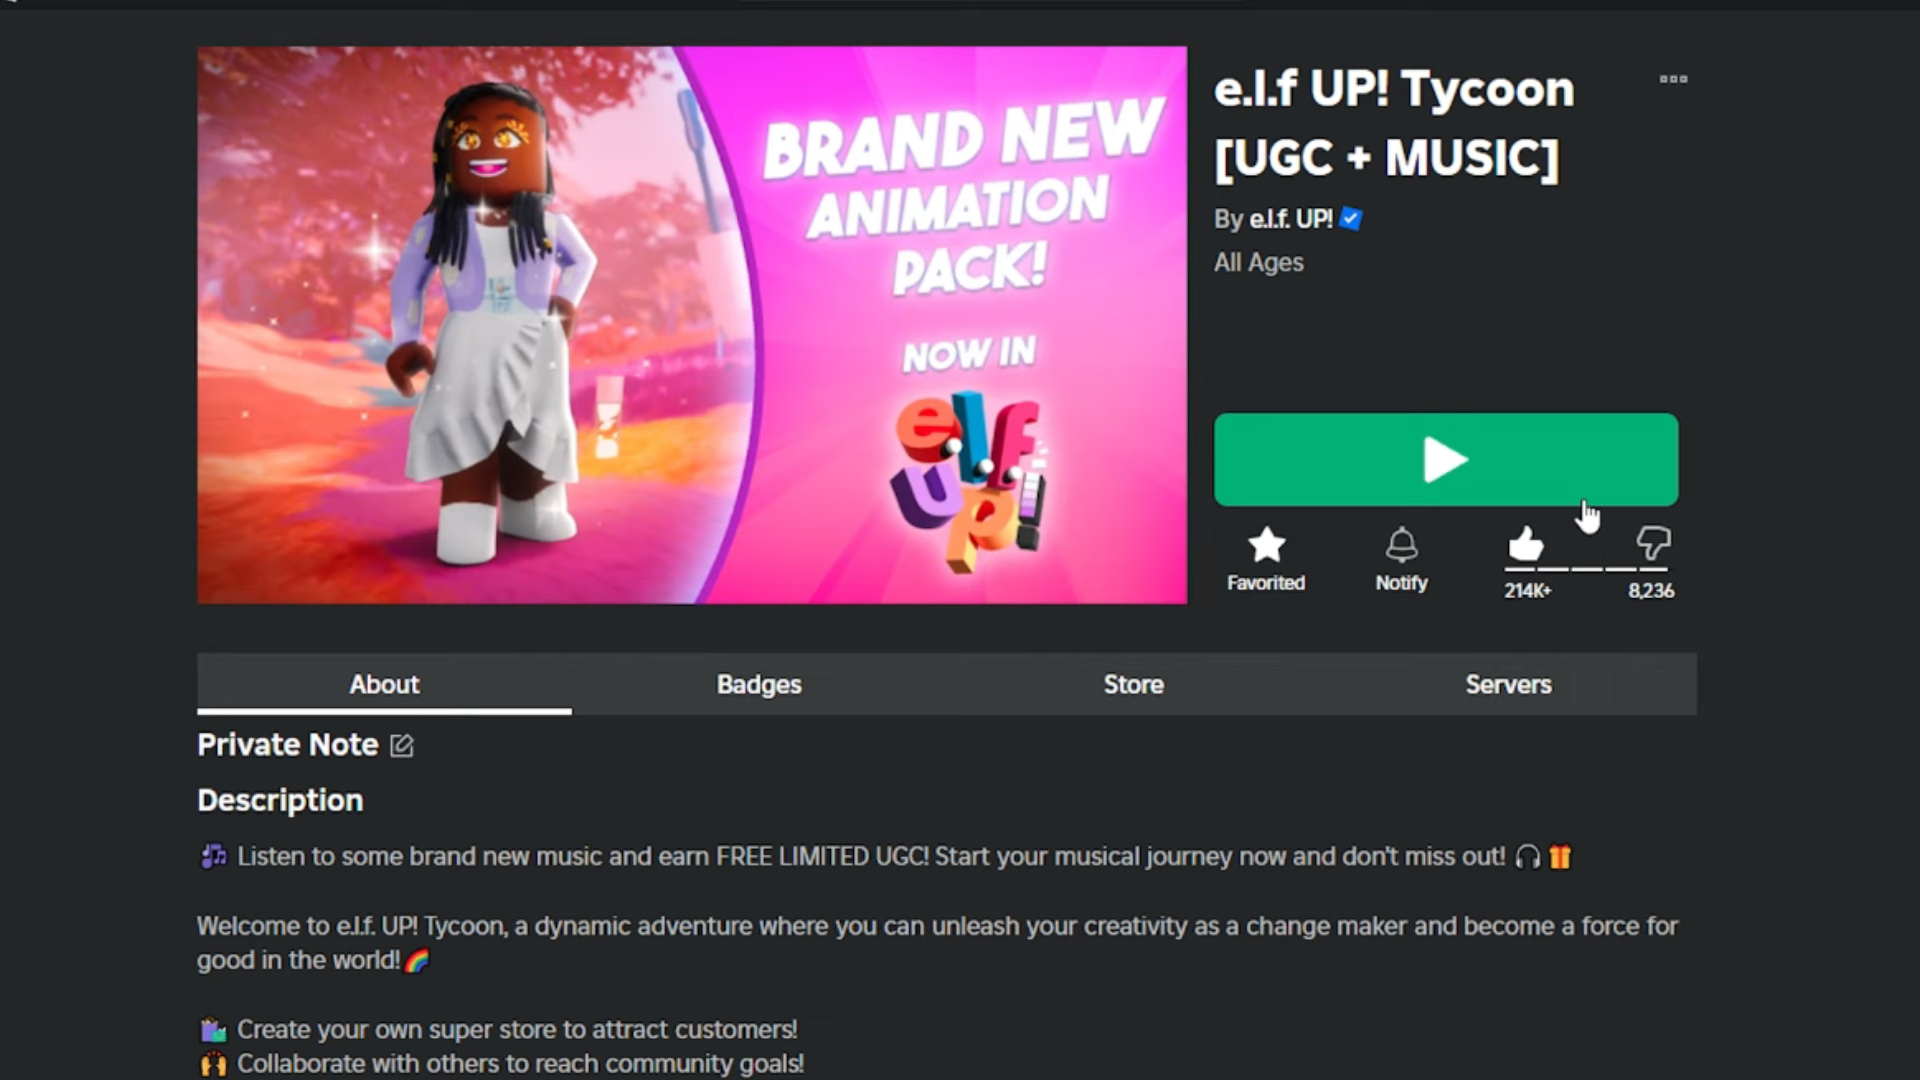 BRAND NEW
ANIMATION
PACK!
NOW IN
e.l.f
up!
e.l.f UP! Tycoon
[UGC + MUSIC]
By e.l.f. UP!
All Ages
Favorited
Notify
214K+
8,236
About
Badges
Store
Servers
Private Note
Description
🎶 Listen to some brand new music and earn FREE LIMITED UGC! Start your musical journey now and don't miss out! 🎧🎁
Welcome to e.l.f. UP! Tycoon, a dynamic adventure where you can unleash your creativity as a change maker and become a force for
good in the world!🌈
🛍️ Create your own super store to attract customers!
🙌 Collaborate with others to reach community goals!